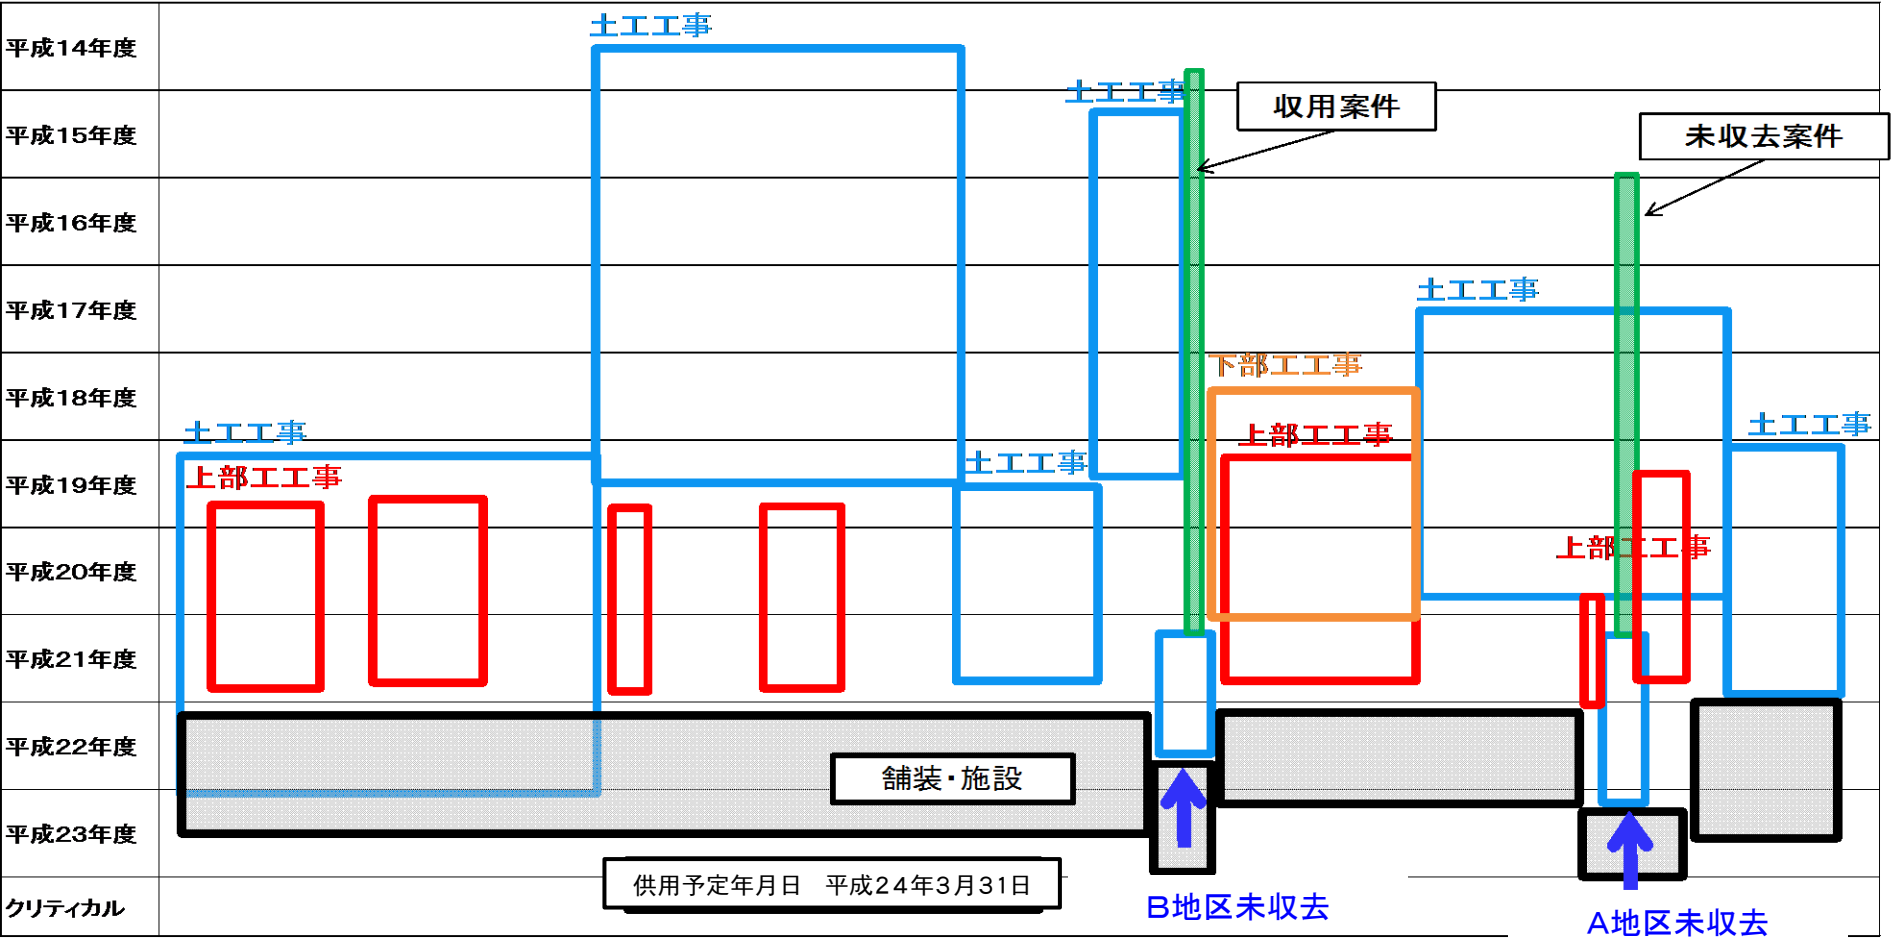 平成14年度
土工工事
土工工事
収用案件
平成15年度
未収去案件
平成16年度
平成17年度
土工工事
下部工工事
平成18年度
土工工事
上部工工事
土工工事
上部工工事
土工工事
平成19年度
上部工工事
平成20年度
平成21年度
平成22年度
舗装・施設
平成23年度
供用予定年月日　平成24年3月31日
クリティカル
B地区未収去
A地区未収去